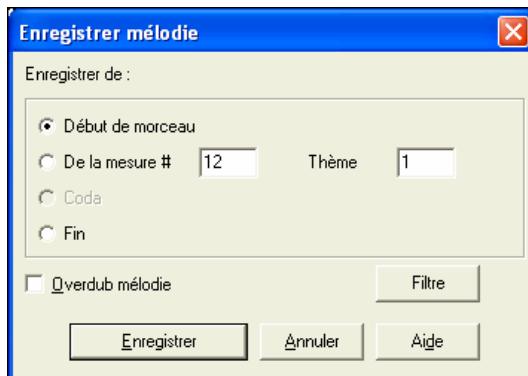 Enregistrer mélodie
Enregistrer de :
Début de morceau
De la mesure # 12 Thème 1
Coda
Fin
Overdub mélodie Filtre
Enregistrer Annuler Aide